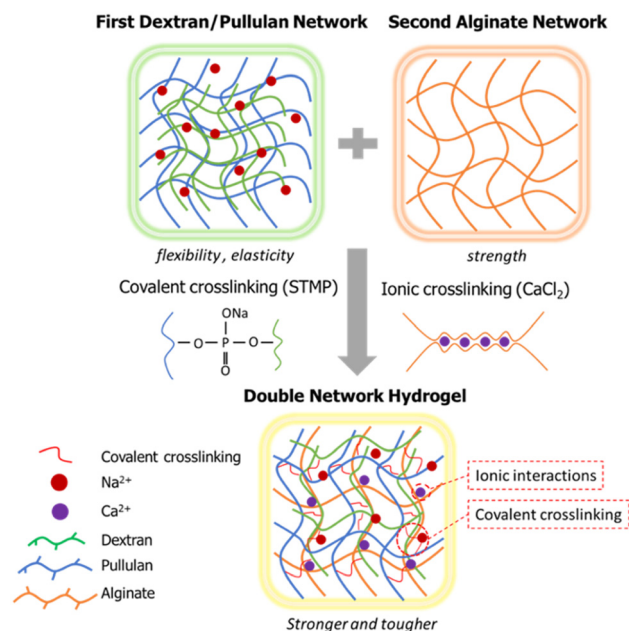 First Dextran/Pullulan Network
Second Alginate Network
flexibility, elasticity
strength
Covalent crosslinking (STMP)
Ionic crosslinking (CaCl₂)
ONa
O
P
O
O
Double Network Hydrogel
Covalent crosslinking
Na²⁺
Ca²⁺
Dextran
Pullulan
Alginate
Ionic interactions
Covalent crosslinking
Stronger and tougher